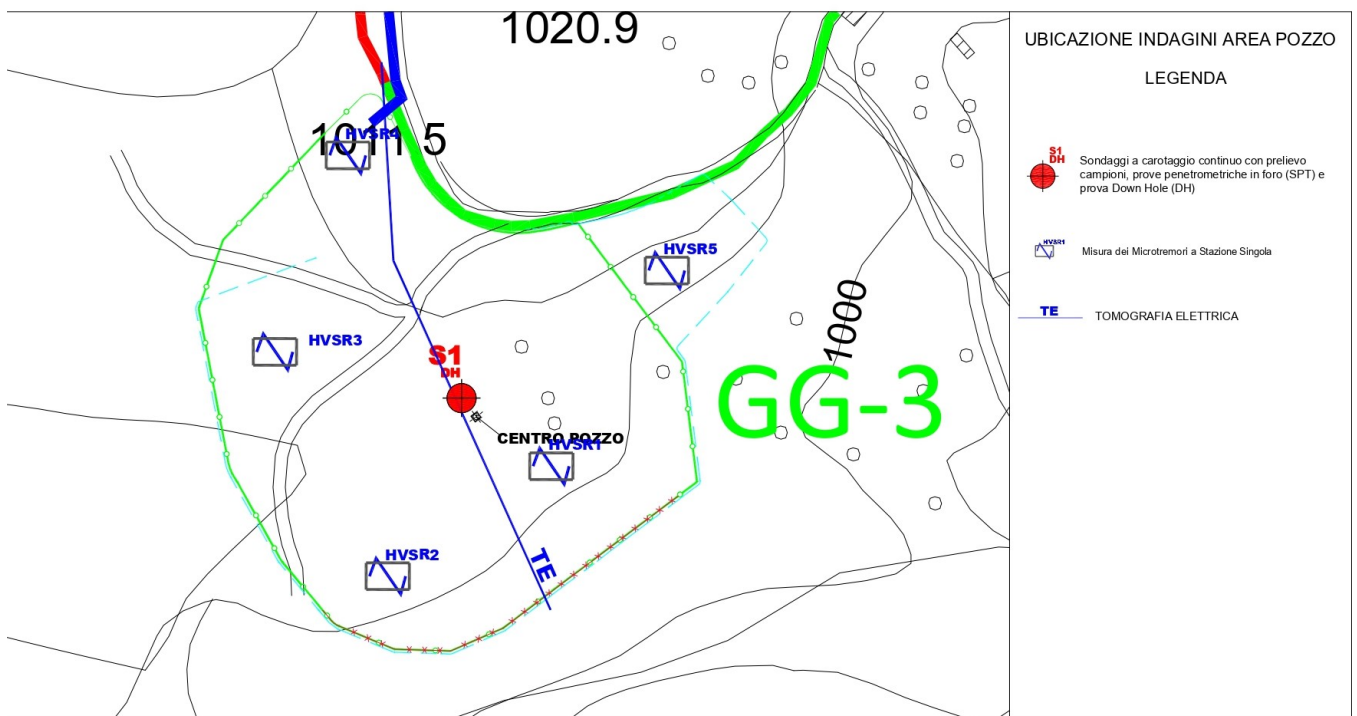 1020.9
UBICAZIONE INDAGINI AREA POZZO
LEGENDA
1011.5
HVSR4
S1
DH
Sondaggi a carotaggio continuo con prelievo
campioni, prove penetrometriche in foro (SPT) e
prova Down Hole (DH)
HVSR5
HVSR1
Misura dei Microtremori a Stazione Singola
1000
TE
TOMOGRAFIA ELETTRICA
HVSR3
S1
DH
GG-3
CENTRO POZZO
HVSR1
HVSR2
TE